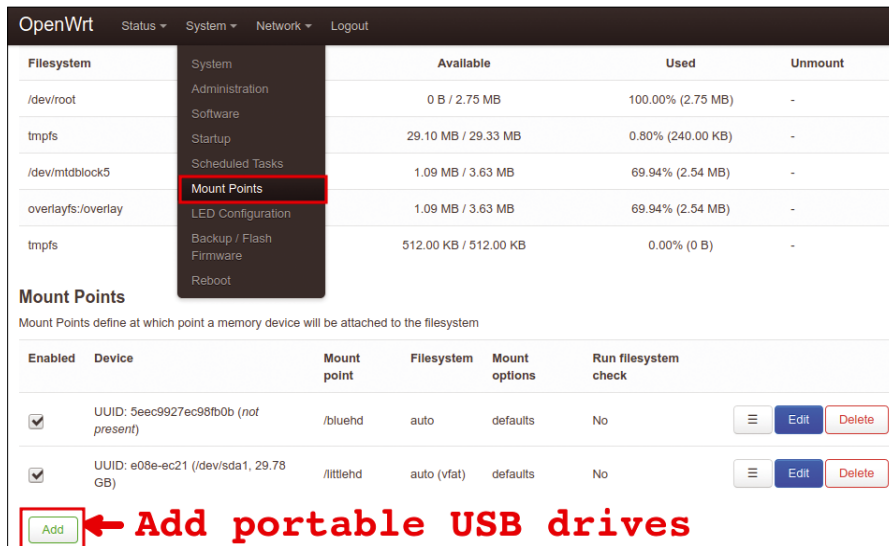 OpenWrt Status System Network Logout
Filesystem Available Used Unmount
System
/dev/root 0 B / 2.75 MB 100.00% (2.75 MB) -
Administration
Software
tmpfs 29.10 MB / 29.33 MB 0.80% (240.00 KB) -
Startup
Scheduled Tasks
/dev/mtdblock5 1.09 MB / 3.63 MB 69.94% (2.54 MB) -
Mount Points
overlayfs:/overlay 1.09 MB / 3.63 MB 69.94% (2.54 MB) -
LED Configuration
Backup / Flash
Firmware
tmpfs 512.00 KB / 512.00 KB 0.00% (0 B) -
Reboot
Mount Points
Mount Points define at which point a memory device will be attached to the filesystem
Enabled Device Mount point Filesystem Mount options Run filesystem check
UUID: 5eec9927ec98fb0b (not
present) /bluehd auto defaults No ☰ Edit Delete
UUID: e08e-ec21 (/dev/sda1, 29.78
GB) /littlehd auto (vfat) defaults No ☰ Edit Delete
Add ← Add portable USB drives